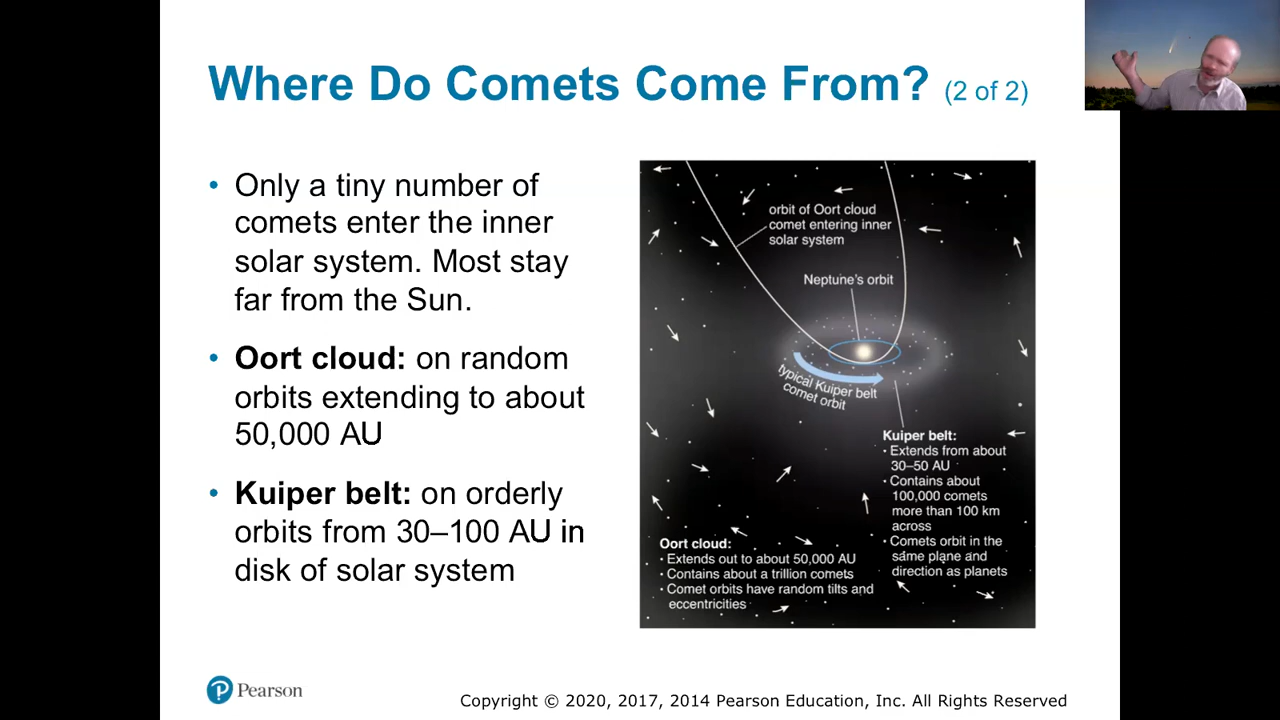 Where Do Comets Come From? (2 of 2)
• Only a tiny number of
comets enter the inner
solar system. Most stay
far from the Sun.
• Oort cloud: on random
orbits extending to about
50,000 AU
• Kuiper belt: on orderly
orbits from 30–100 AU in
disk of solar system
orbit of Oort cloud
comet entering inner
solar system
Neptune's orbit
typical Kuiper belt
comet orbit
Kuiper belt:
• Extends from about
30–50 AU
• Contains about
100,000 comets
more than 100 km
across
• Comets orbit in the
same plane and
direction as planets
Oort cloud:
• Extends out to about 50,000 AU
• Contains about a trillion comets
• Comet orbits have random tilts and
eccentricities
P Pearson
Copyright © 2020, 2017, 2014 Pearson Education, Inc. All Rights Reserved